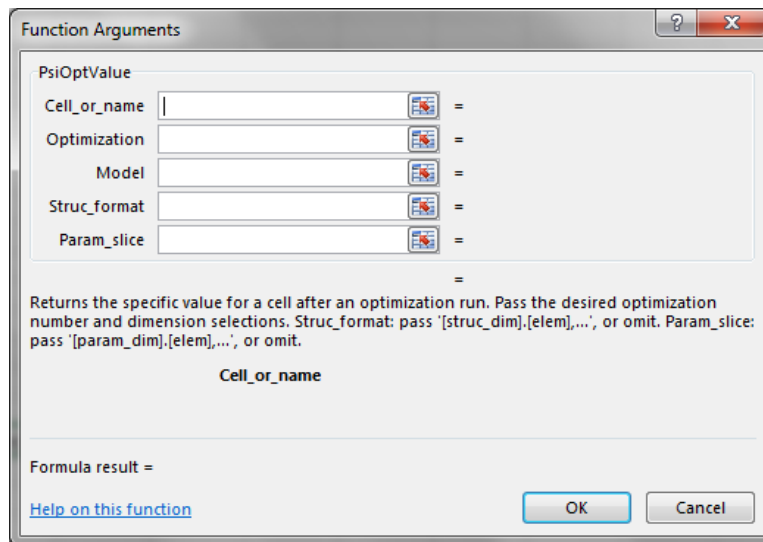 Function Arguments
PsiOptValue
Cell_or_name =
Optimization =
Model =
Struc_format =
Param_slice =
=
Returns the specific value for a cell after an optimization run. Pass the desired optimization
number and dimension selections. Struc_format: pass '[struc_dim].[elem],...', or omit. Param_slice:
pass '[param_dim].[elem],...', or omit.
Cell_or_name
Formula result =
Help on this function
OK Cancel